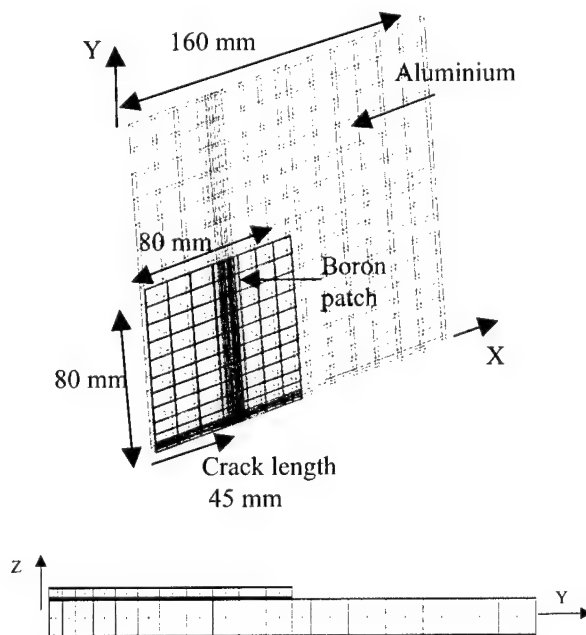 160 mm
Y
Aluminium
80 mm
Boron
patch
X
80 mm
Crack length
45 mm
Z
Y